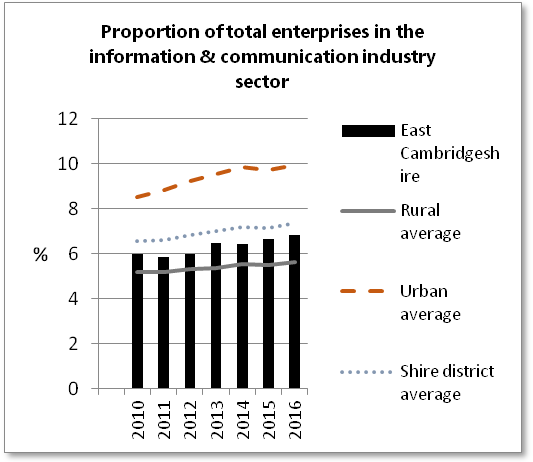 Proportion of total enterprises in the
information & communication industry
sector
12
10
8
6
4
2
0
%
2010
2011
2012
2013
2014
2015
2016
East
Cambridgesh
ire
Rural
average
Urban
average
Shire district
average